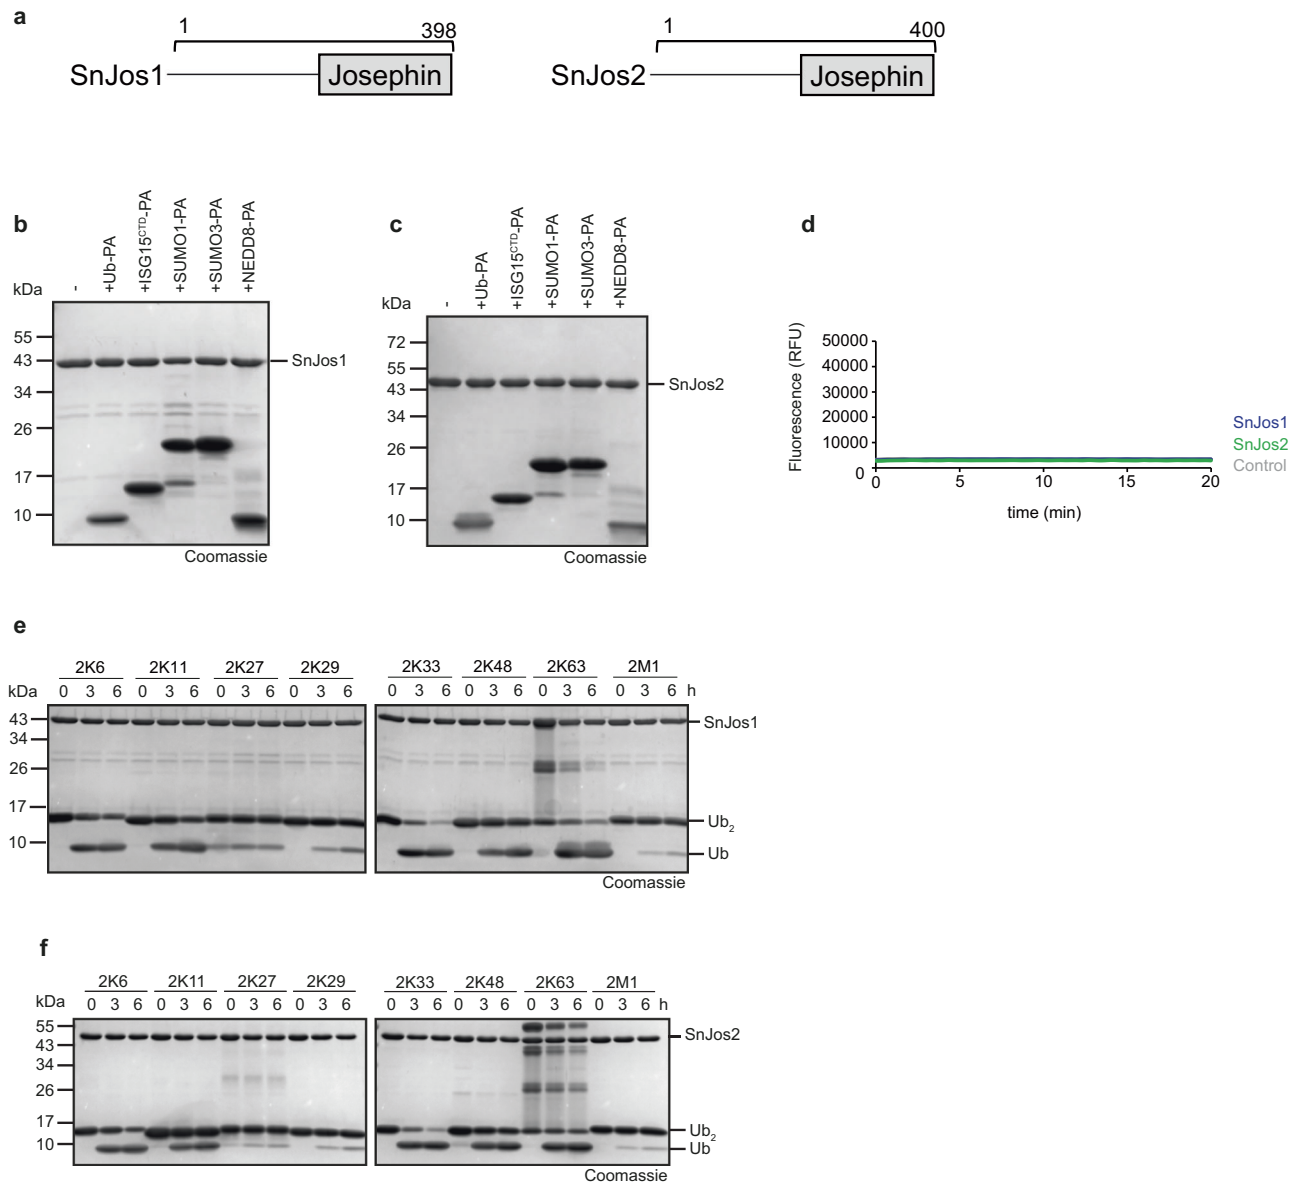 a
1 398
SnJos1 Josephin
1 400
SnJos2 Josephin
b
-
+Ub-PA
+ISG15CTD-PA
+SUMO1-PA
+SUMO3-PA
+NEDD8-PA
kDa
55
43
34
26
17
10
SnJos1
Coomassie
c
-
+Ub-PA
+ISG15CTD-PA
+SUMO1-PA
+SUMO3-PA
+NEDD8-PA
kDa
72
55
43
34
26
17
10
SnJos2
Coomassie
d
Fluorescence (RFU)
50000
40000
30000
20000
10000
0
0 5 10 15 20
time (min)
SnJos1
SnJos2
Control
e
2K6 2K11 2K27 2K29 2K33 2K48 2K63 2M1
kDa 0 3 6 0 3 6 0 3 6 0 3 6 0 3 6 0 3 6 0 3 6 0 3 6 h
43
34
26
17
10
SnJos1
Ub2
Ub
Coomassie
f
2K6 2K11 2K27 2K29 2K33 2K48 2K63 2M1
kDa 0 3 6 0 3 6 0 3 6 0 3 6 0 3 6 0 3 6 0 3 6 0 3 6 h
55
43
34
26
17
10
SnJos2
Ub2
Ub
Coomassie